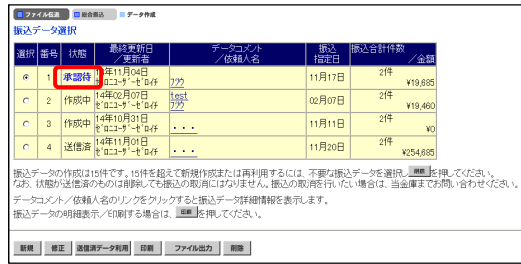 ファイル伝送 総合振込 データ作成
振込データ選択
選択 番号 状態 最終更新日／更新者 データコメント／依頼人名 振込指定日 振込合計件数／金額
1 承認待 14年11月04日 11月17日 2件
ｾﾞﾛﾆﾕｰｻﾞｰｾﾞﾛｲﾁ ﾌﾂｳ ¥19,685
2 作成中 14年02月07日 test 02月07日 2件
ｾﾞﾛﾆﾕｰｻﾞｰｾﾞﾛｲﾁ ﾌﾂｳ ¥19,460
3 作成中 14年10月31日 11月11日 2件
ｾﾞﾛﾆﾕｰｻﾞｰｾﾞﾛｲﾁ ・・・ ¥0
4 送信済 14年11月01日 11月20日 2件
ｾﾞﾛﾆﾕｰｻﾞｰｾﾞﾛｲﾁ ・・・ ¥254,685
振込データの作成は15件です。15件を超えて新規作成または再利用するには、不要な振込データを選択し 削除 を押してください。
なお、状態が送信済のものは削除しても振込の取消にはなりません。振込の取消を行いたい場合は、当金庫までお問い合わせください。
データコメント／依頼人名のリンクをクリックすると振込データ詳細情報を表示します。
振込データの明細表示／印刷する場合は、 印刷 を押してください。
新規 修正 送信済データ利用 印刷 ファイル出力 削除